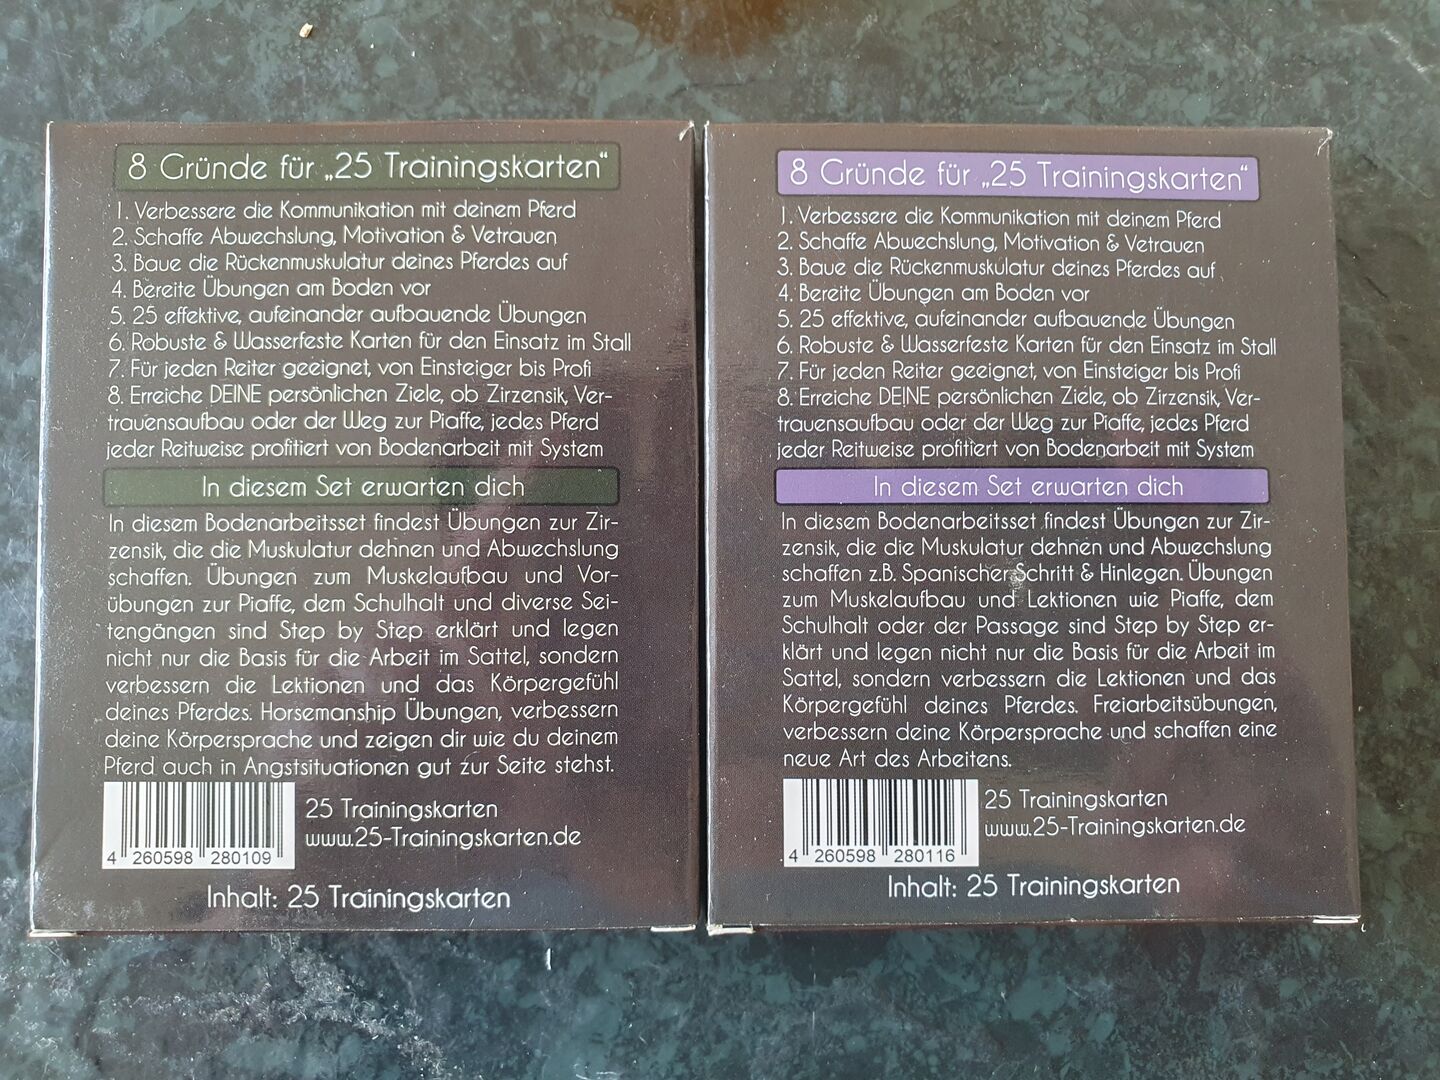 8 Gründe für „25 Trainingskarten“
1. Verbessere die Kommunikation mit deinem Pferd
2. Schaffe Abwechslung, Motivation & Vetrauen
3. Baue die Rückenmuskulatur deines Pferdes auf
4. Bereite Übungen am Boden vor
5. 25 effektive, aufeinander aufbauende Übungen
6. Robuste & Wasserfeste Karten für den Einsatz im Stall
7. Für jeden Reiter geeignet, von Einsteiger bis Profi
8. Erreiche DEINE persönlichen Ziele, ob Zirzensik, Ver-
trauensaufbau oder der Weg zur Piaffe, jedes Pferd
jeder Reitweise profitiert von Bodenarbeit mit System
In diesem Set erwarten dich
In diesem Bodenarbeitsset findest Übungen zur Zir-
zensik, die die Muskulatur dehnen und Abwechslung
schaffen. Übungen zum Muskelaufbau und Vor-
übungen zur Piaffe, dem Schulhalt und diverse Sei-
tengängen sind Step by Step erklärt und legen
nicht nur die Basis für die Arbeit im Sattel, sondern
verbessern die Lektionen und das Körpergefühl
deines Pferdes. Horsemanship Übungen, verbessern
deine Körpersprache und zeigen dir wie du deinem
Pferd auch in Angstsituationen gut zur Seite stehst.
25 Trainingskarten
www.25-Trainingskarten.de
4 260598 280109
Inhalt: 25 Trainingskarten
8 Gründe für „25 Trainingskarten“
1. Verbessere die Kommunikation mit deinem Pferd
2. Schaffe Abwechslung, Motivation & Vetrauen
3. Baue die Rückenmuskulatur deines Pferdes auf
4. Bereite Übungen am Boden vor
5. 25 effektive, aufeinander aufbauende Übungen
6. Robuste & Wasserfeste Karten für den Einsatz im Stall
7. Für jeden Reiter geeignet, von Einsteiger bis Profi
8. Erreiche DEINE persönlichen Ziele, ob Zirzensik, Ver-
trauensaufbau oder der Weg zur Piaffe, jedes Pferd
jeder Reitweise profitiert von Bodenarbeit mit System
In diesem Set erwarten dich
In diesem Bodenarbeitsset findest Übungen zur Zir-
zensik, die die Muskulatur dehnen und Abwechslung
schaffen z.B. Spanischer Schritt & Hinlegen. Übungen
zum Muskelaufbau und Lektionen wie Piaffe, dem
Schulhalt oder der Passage sind Step by Step er-
klärt und legen nicht nur die Basis für die Arbeit im
Sattel, sondern verbessern die Lektionen und das
Körpergefühl deines Pferdes. Freiarbeitsübungen,
verbessern deine Körpersprache und schaffen eine
neue Art des Arbeitens.
25 Trainingskarten
www.25-Trainingskarten.de
4 260598 280116
Inhalt: 25 Trainingskarten